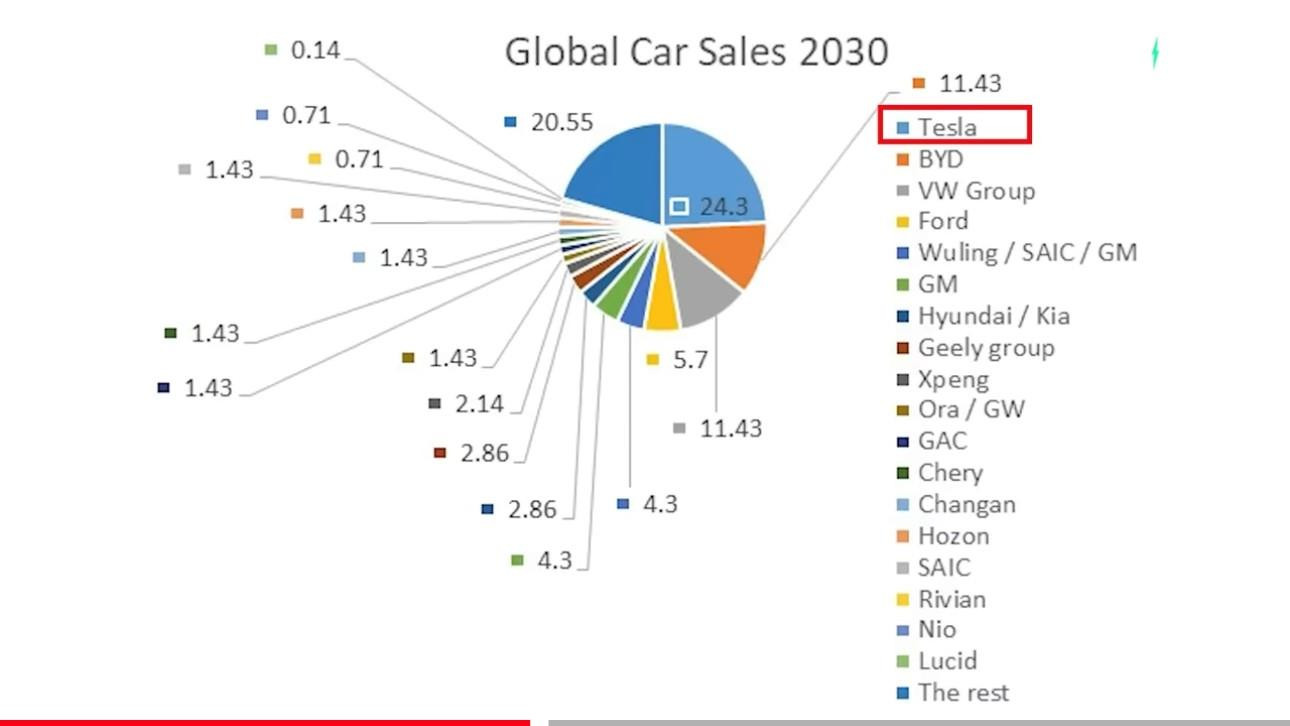 Global Car Sales 2030
0.14
11.43
0.71
20.55
Tesla
0.71
BYD
1.43
VW Group
24.3
1.43
Ford
1.43
Wuling / SAIC / GM
GM
Hyundai / Kia
1.43
Geely group
1.43
5.7
Xpeng
1.43
2.14
Ora / GW
11.43
GAC
2.86
Chery
2.86
4.3
Changan
Hozon
4.3
SAIC
Rivian
Nio
Lucid
The rest